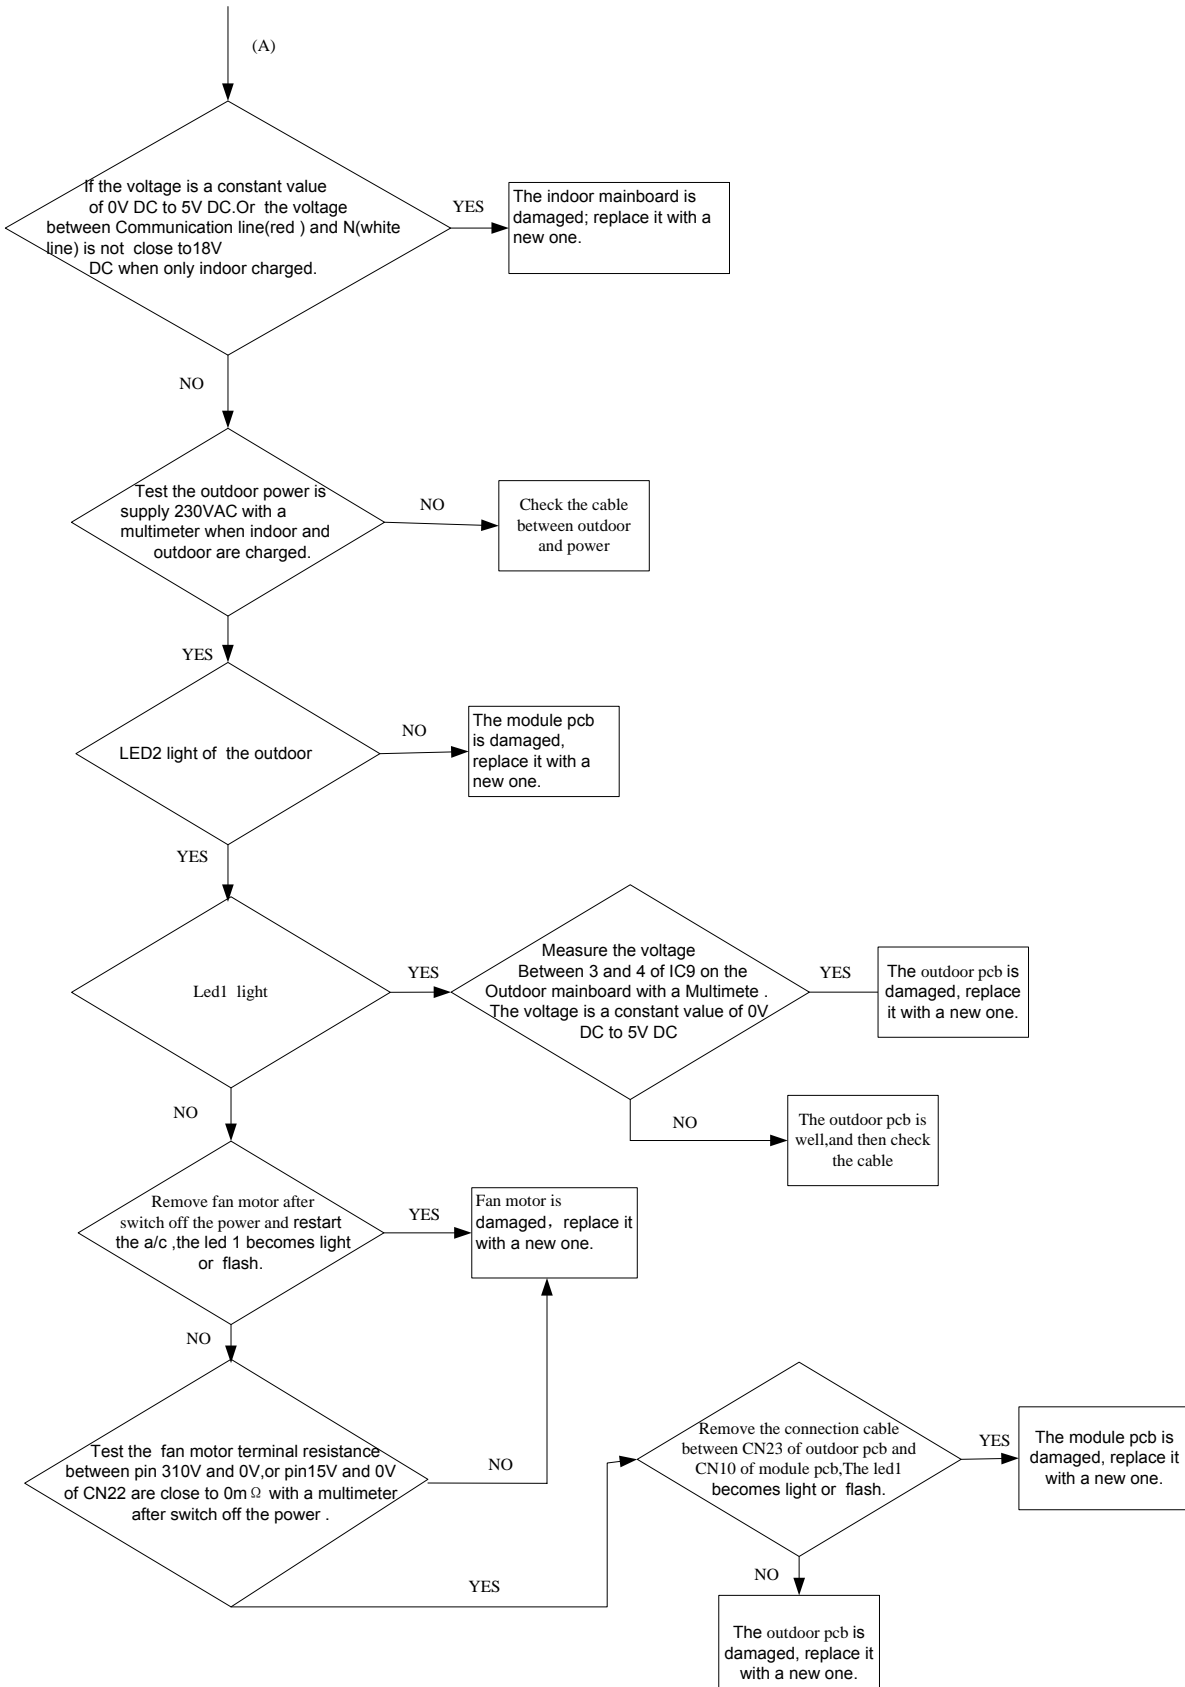 (A)
If the voltage is a constant value
of 0V DC to 5V DC.Or the voltage
between Communication line(red ) and N(white
line) is not close to18V
DC when only indoor charged.
YES
The indoor mainboard is
damaged; replace it with a
new one.
NO
Test the outdoor power is
supply 230VAC with a
multimeter when indoor and
outdoor are charged.
NO
Check the cable
between outdoor
and power
YES
LED2 light of the outdoor
NO
The module pcb
is damaged,
replace it with a
new one.
YES
Led1 light
YES
Measure the voltage
Between 3 and 4 of IC9 on the
Outdoor mainboard with a Multimete .
The voltage is a constant value of 0V
DC to 5V DC
YES
The outdoor pcb is
damaged, replace
it with a new one.
NO
The outdoor pcb is
well,and then check
the cable
NO
Remove fan motor after
switch off the power and restart
the a/c ,the led 1 becomes light
or flash.
YES
Fan motor is
damaged，replace it
with a new one.
NO
Test the fan motor terminal resistance
between pin 310V and 0V,or pin15V and 0V
of CN22 are close to 0mΩ with a multimeter
after switch off the power .
NO
YES
Remove the connection cable
between CN23 of outdoor pcb and
CN10 of module pcb,The led1
becomes light or flash.
YES
The module pcb is
damaged, replace it
with a new one.
NO
The outdoor pcb is
damaged, replace it
with a new one.